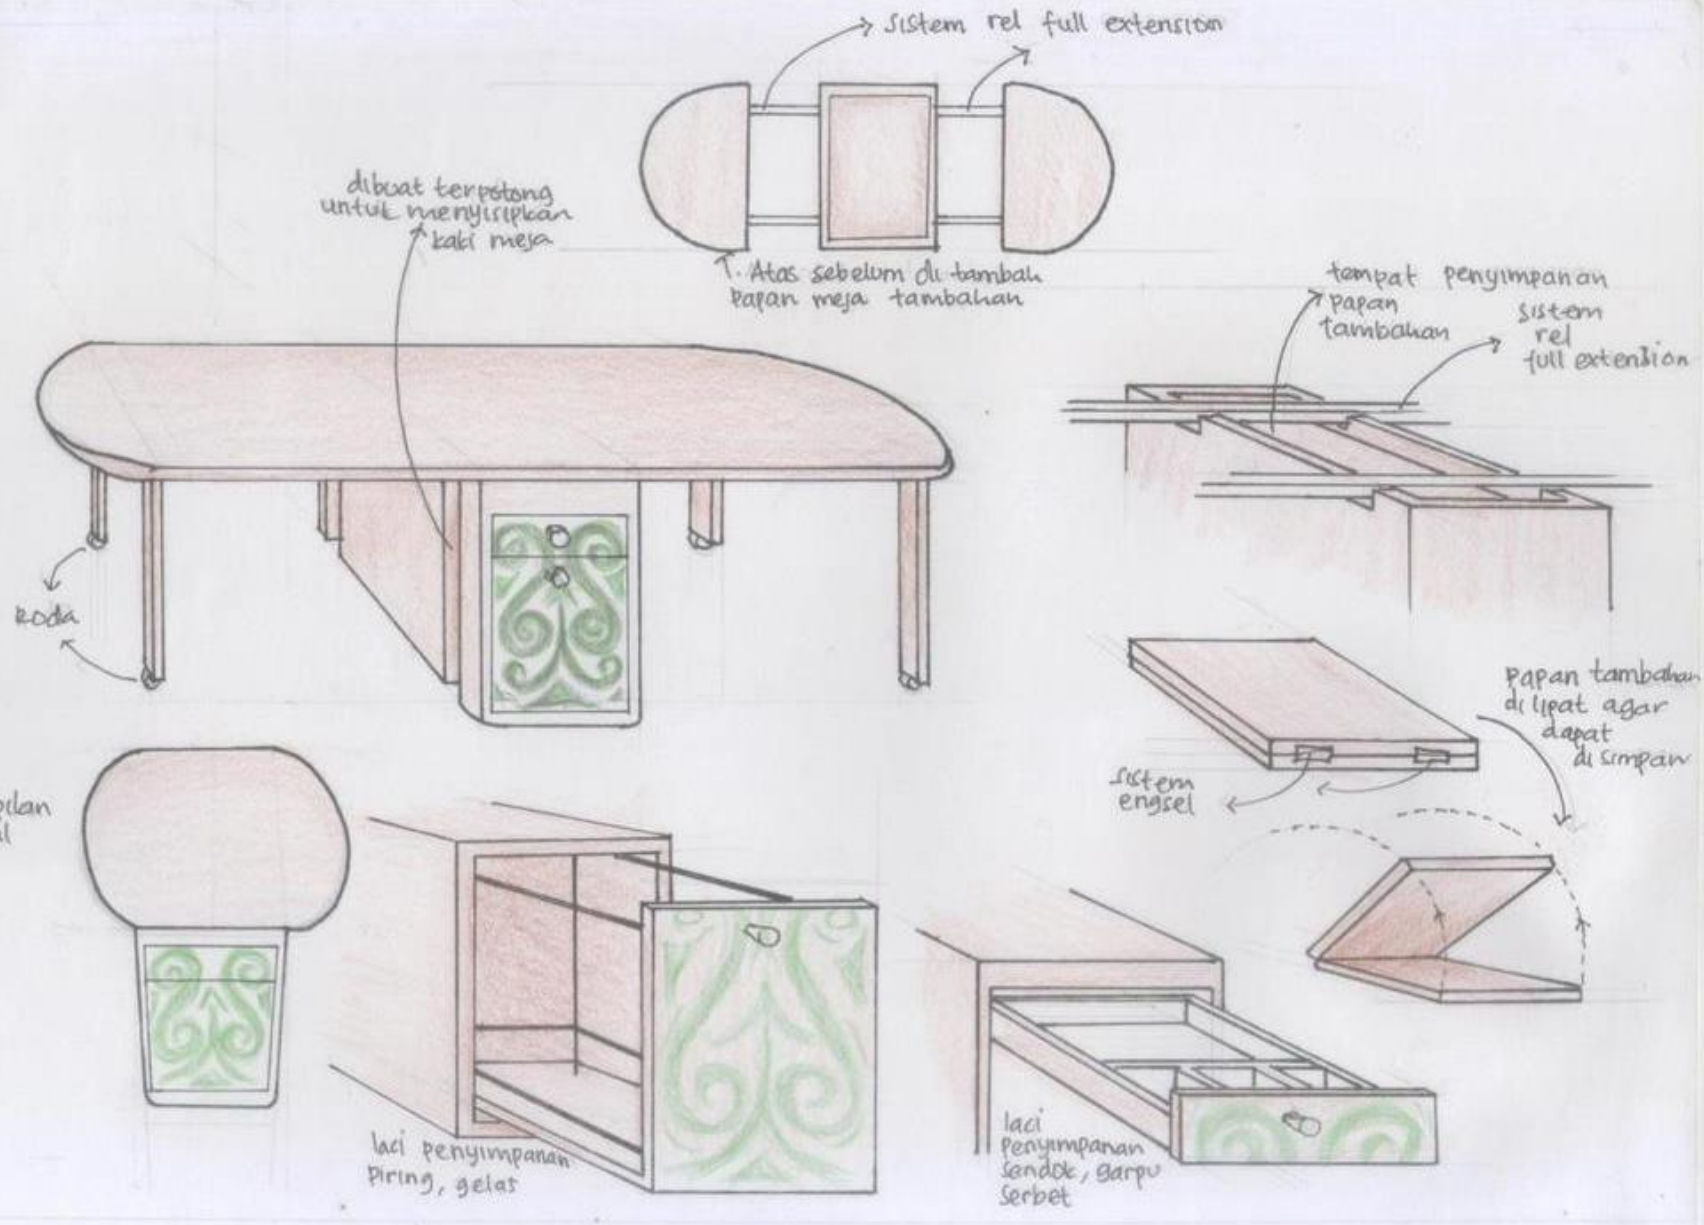 sistem rel full extension
dibuat terpotong
untuk menyisipkan
kaki meja
Atas sebelum di tambah
papan meja tambahan
tempat penyimpanan
papan
tambahan
sistem
rel
full extension
Roda
papan tambahan
di lipat agar
dapat
di simpan
sistem
engsel
laci penyimpanan
piring, gelas
laci
penyimpanan
sendok, garpu
serbet